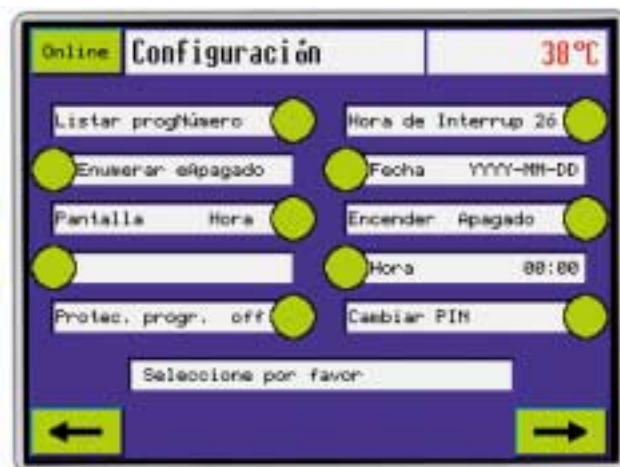 Online Configuración 38°C
Listar progNúmero
Hora de Interrup 26
Enumerar eApagado
Fecha YYYY-MM-DD
Pantalla Hora
Encender Apagado
Hora 00:00
Protec. progr. off
Cambiar PIN
Seleccione por favor